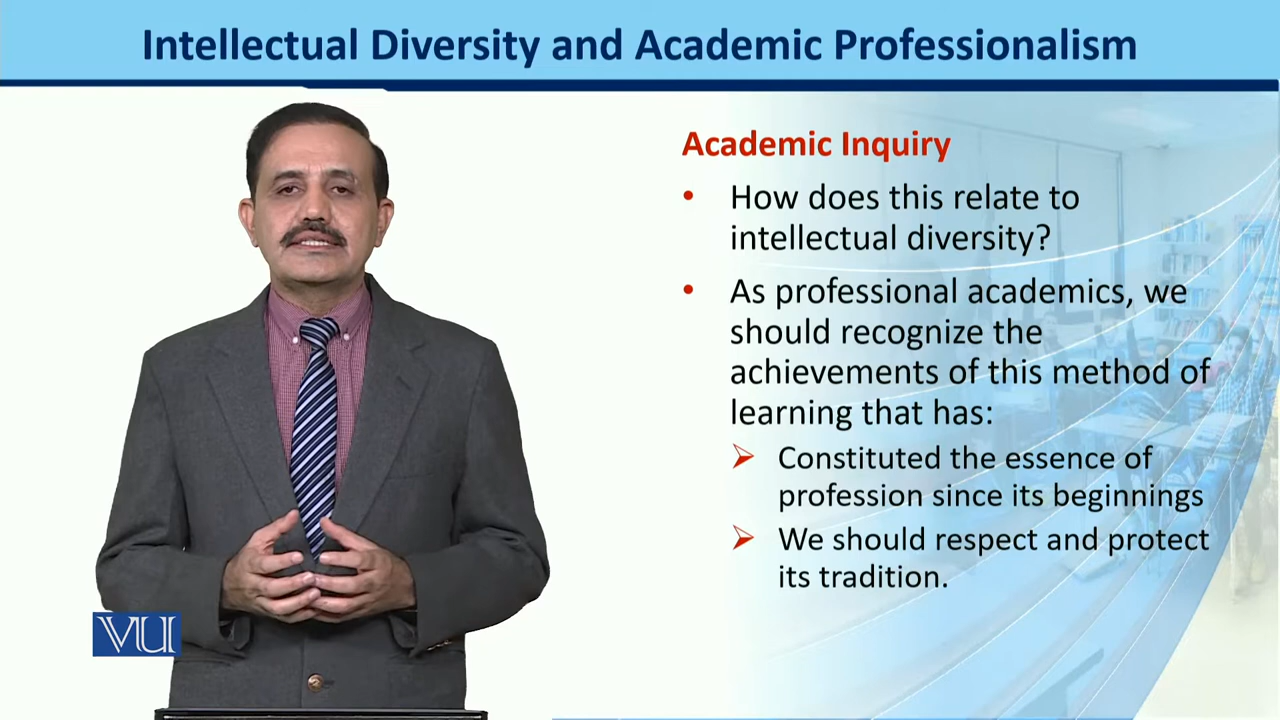 Intellectual Diversity and Academic Professionalism
Academic Inquiry
• How does this relate to
intellectual diversity?
• As professional academics, we
should recognize the
achievements of this method of
learning that has:
➢ Constituted the essence of
profession since its beginnings
➢ We should respect and protect
its tradition.
VU